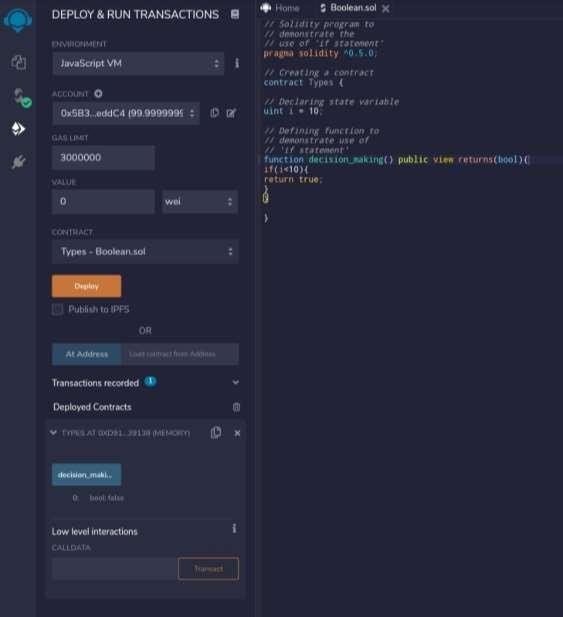 DEPLOY & RUN TRANSACTIONS
ENVIRONMENT
JavaScript VM
ACCOUNT
0x5B3...eddC4 (99.9999999
GAS LIMIT
3000000
VALUE
0
wei
CONTRACT
Types - Boolean.sol
Deploy
Publish to IPFS
OR
At Address
Load contract from Address
Transactions recorded 1
Deployed Contracts
TYPES AT 0XD91...39138 (MEMORY)
decision_maki...
0: bool: false
Low level interactions
CALLDATA
Transact
Home
Boolean.sol
// Solidity program to
// demonstrate the
// use of 'if statement'
pragma solidity ^0.5.0;
// Creating a contract
contract Types {
// Declaring state variable
uint i = 10;
// Defining function to
// demonstrate use of
// 'if statement'
function decision_making() public view returns(bool){
if(i<10){
return true;
}
}
}